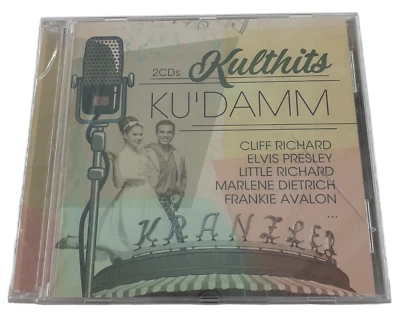 2CDs Kulthits
KU'DAMM
CLIFF RICHARD
ELVIS PRESLEY
LITTLE RICHARD
MARLENE DIETRICH
FRANKIE AVALON
...
KRANZLER